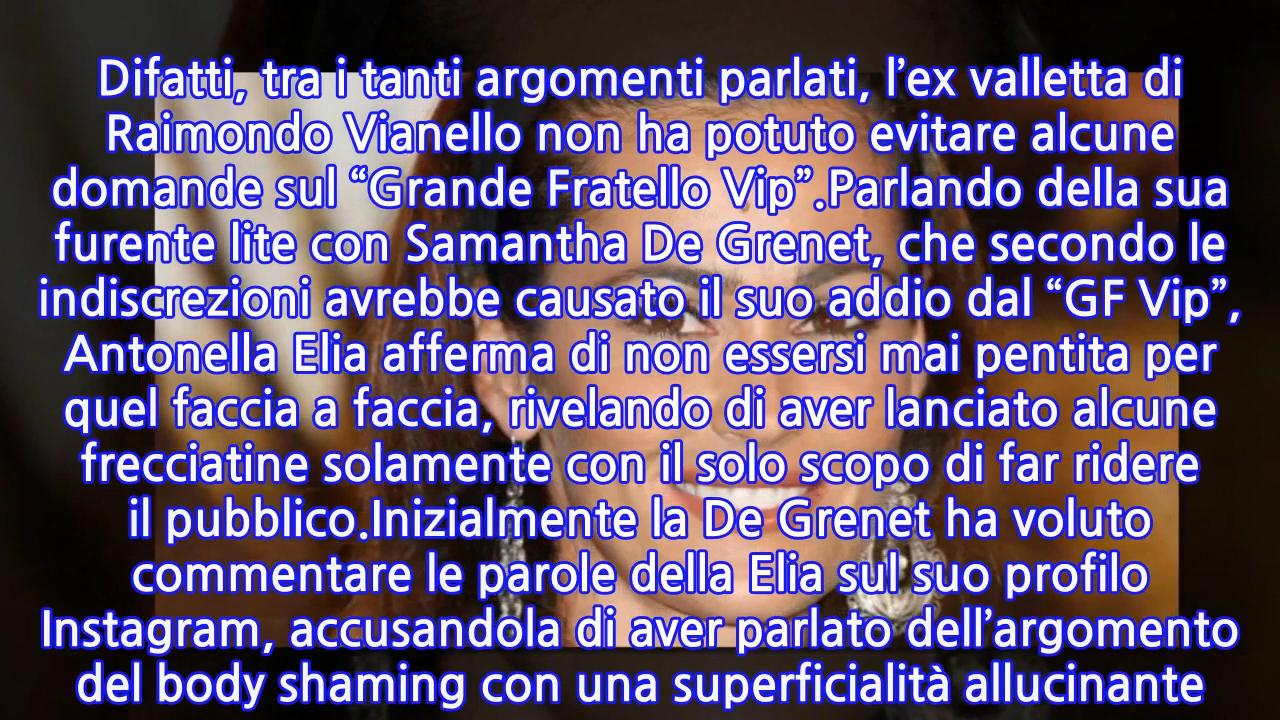 Difatti, tra i tanti argomenti parlati, l’ex valletta di
Raimondo Vianello non ha potuto evitare alcune
domande sul “Grande Fratello Vip”.Parlando della sua
furente lite con Samantha De Grenet, che secondo le
indiscrezioni avrebbe causato il suo addio dal “GF Vip”,
Antonella Elia afferma di non essersi mai pentita per
quel faccia a faccia, rivelando di aver lanciato alcune
frecciatine solamente con il solo scopo di far ridere
il pubblico.Inizialmente la De Grenet ha voluto
commentare le parole della Elia sul suo profilo
Instagram, accusandola di aver parlato dell’argomento
del body shaming con una superficialità allucinante